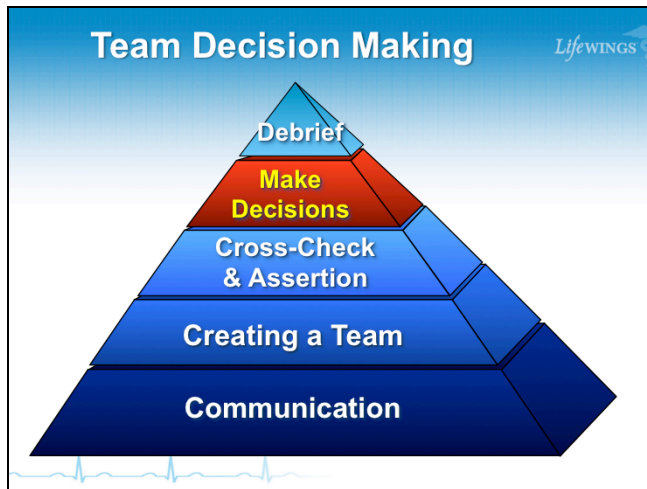 Team Decision Making
LifeWINGS
Debrief
Make
Decisions
Cross-Check
& Assertion
Creating a Team
Communication